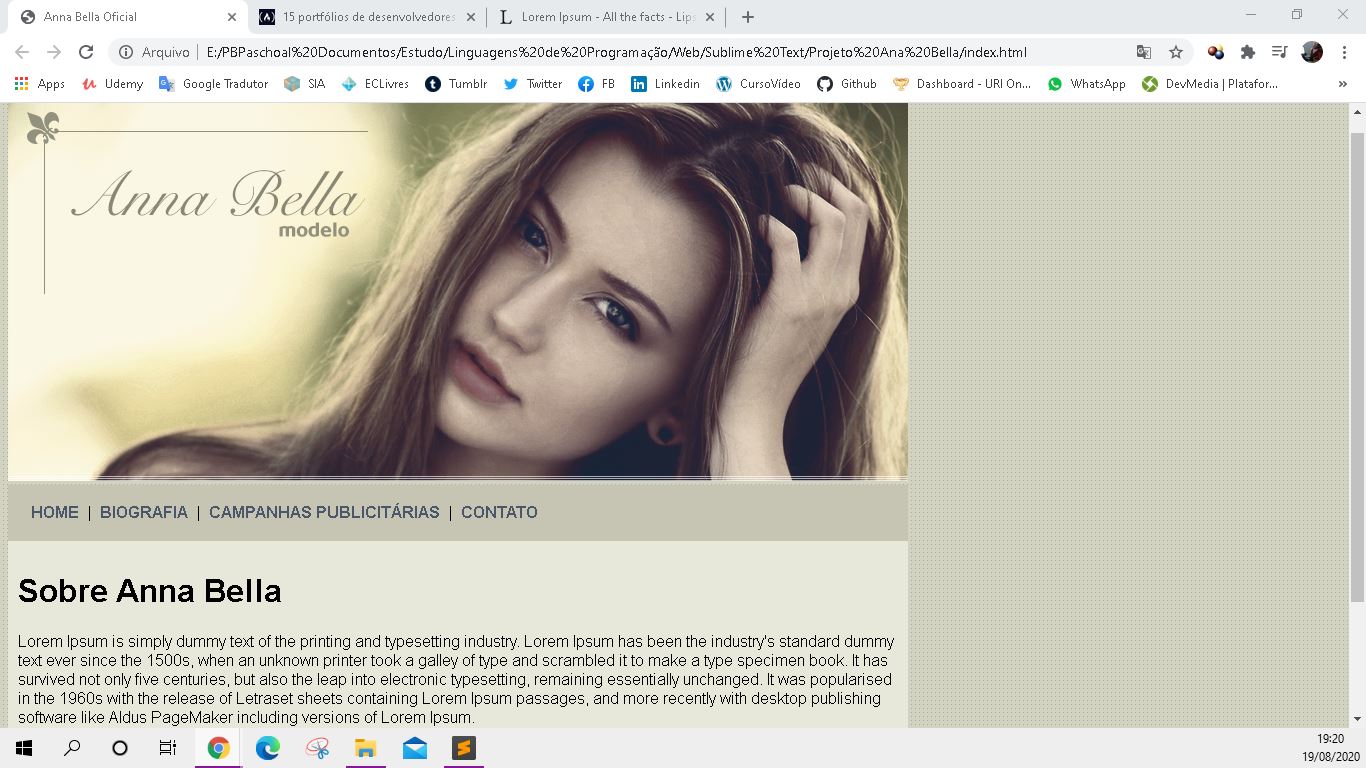 Anna Bella Oficial
15 portfólios de desenvolvedores
Lorem Ipsum - All the facts - Lips
Arquivo
E:/PBPaschoal%20Documentos/Estudo/Linguagens%20de%20Programação/Web/Sublime%20Text/Projeto%20Ana%20Bella/index.html
Apps Udemy Google Tradutor SIA ECLivres Tumblr Twitter FB Linkedin CursoVídeo Github Dashboard - URI On... WhatsApp DevMedia | Platafor... »
Anna Bella
modelo
HOME | BIOGRAFIA | CAMPANHAS PUBLICITÁRIAS | CONTATO
Sobre Anna Bella
Lorem Ipsum is simply dummy text of the printing and typesetting industry. Lorem Ipsum has been the industry's standard dummy
text ever since the 1500s, when an unknown printer took a galley of type and scrambled it to make a type specimen book. It has
survived not only five centuries, but also the leap into electronic typesetting, remaining essentially unchanged. It was popularised
in the 1960s with the release of Letraset sheets containing Lorem Ipsum passages, and more recently with desktop publishing
software like Aldus PageMaker including versions of Lorem Ipsum.
19:20
19/08/2020